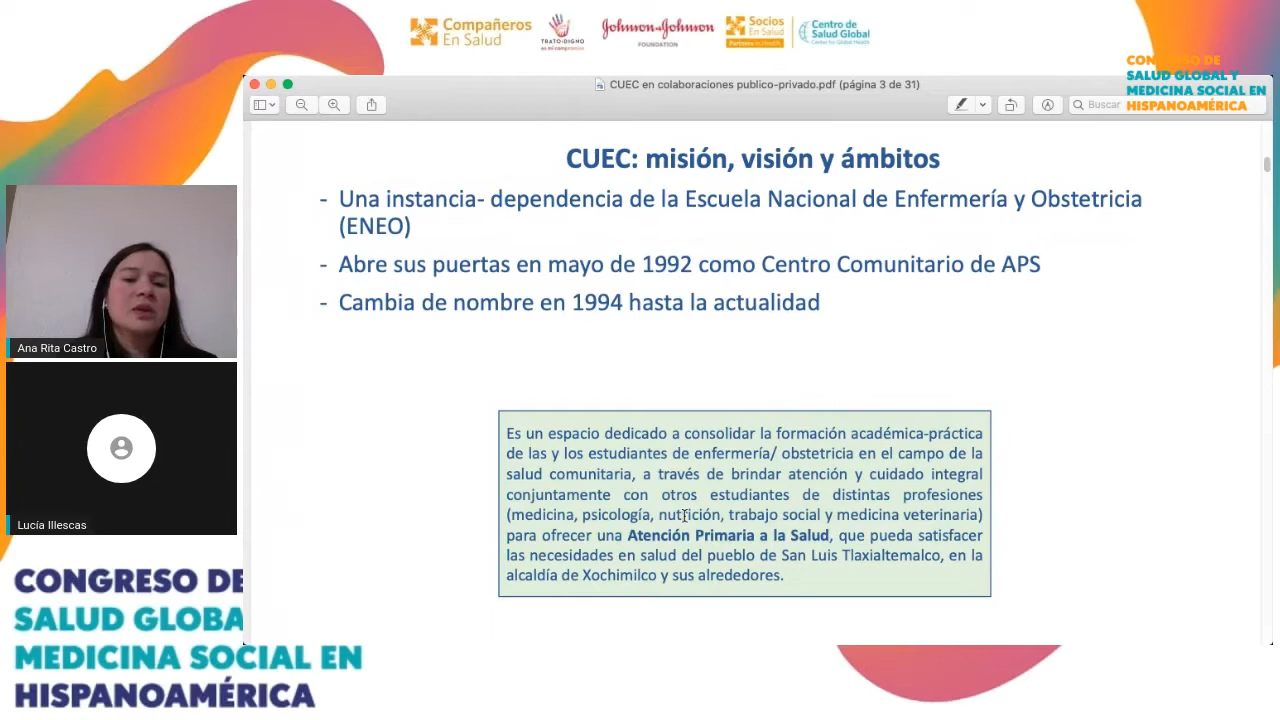 Compañeros
En Salud
TRATO-DIGNO
es mi compromiso
Johnson & Johnson
FOUNDATION
Socios
En Salud
Partners In Health
Centro de
Salud Global
Center for Global Health
CONGRESO DE
SALUD GLOBAL Y
MEDICINA SOCIAL EN
HISPANOAMÉRICA
CUEC en colaboraciones publico-privado.pdf (página 3 de 31)
Buscar
CUEC: misión, visión y ámbitos
- Una instancia- dependencia de la Escuela Nacional de Enfermería y Obstetricia
(ENEO)
- Abre sus puertas en mayo de 1992 como Centro Comunitario de APS
- Cambia de nombre en 1994 hasta la actualidad
Es un espacio dedicado a consolidar la formación académica-práctica
de las y los estudiantes de enfermería/ obstetricia en el campo de la
salud comunitaria, a través de brindar atención y cuidado integral
conjuntamente con otros estudiantes de distintas profesiones
(medicina, psicología, nutrición, trabajo social y medicina veterinaria)
para ofrecer una Atención Primaria a la Salud, que pueda satisfacer
las necesidades en salud del pueblo de San Luis Tlaxialtemalco, en la
alcaldía de Xochimilco y sus alrededores.
Ana Rita Castro
Lucía Illescas
CONGRESO DE
SALUD GLOBA
MEDICINA SOCIAL EN
HISPANOAMÉRICA